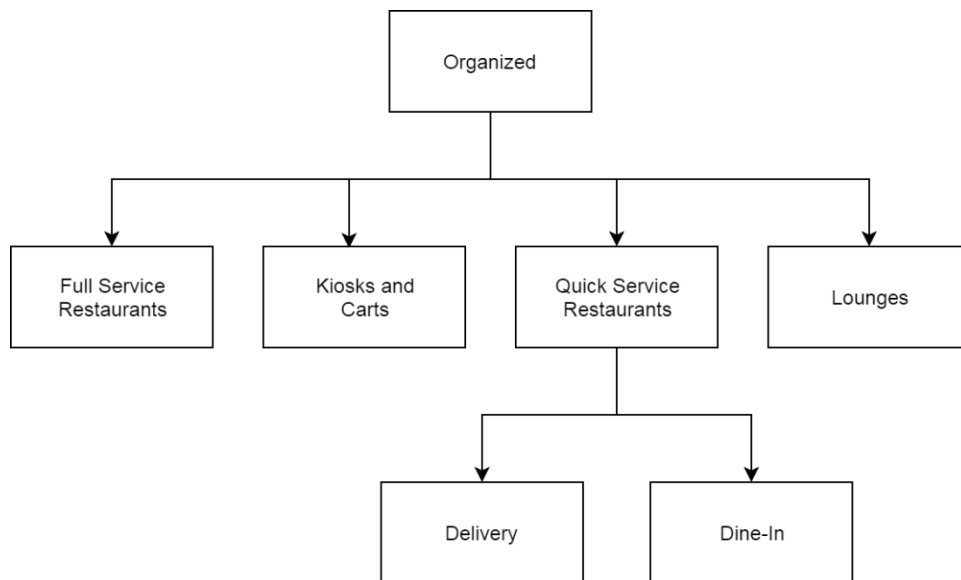 Organized
Full Service
Restaurants
Kiosks and
Carts
Quick Service
Restaurants
Lounges
Delivery
Dine-In